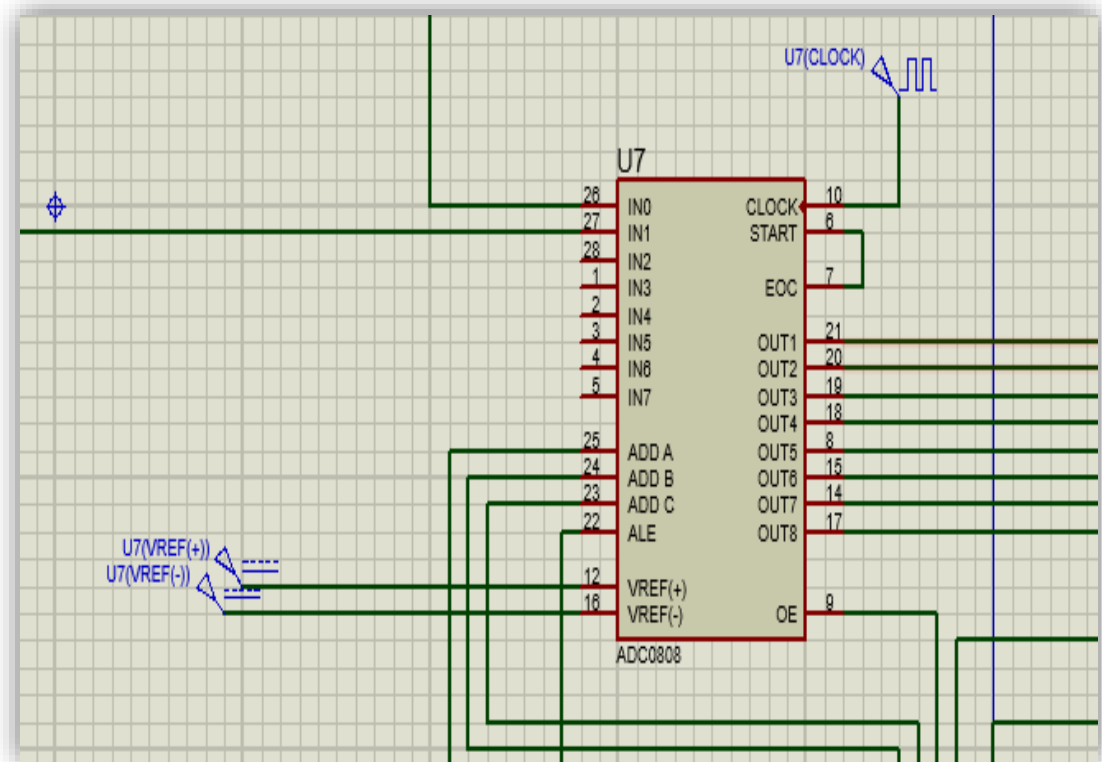 U7(CLOCK)
U7
26 IN0 CLOCK 10
27 IN1 START 6
28 IN2
1 IN3 EOC 7
2 IN4
3 IN5 OUT1 21
4 IN6 OUT2 20
5 IN7 OUT3 19
OUT4 18
25 ADD A OUT5 8
24 ADD B OUT6 15
23 ADD C OUT7 14
22 ALE OUT8 17
U7(VREF(+))
U7(VREF(-))
12 VREF(+)
16 VREF(-) OE 9
ADC0808